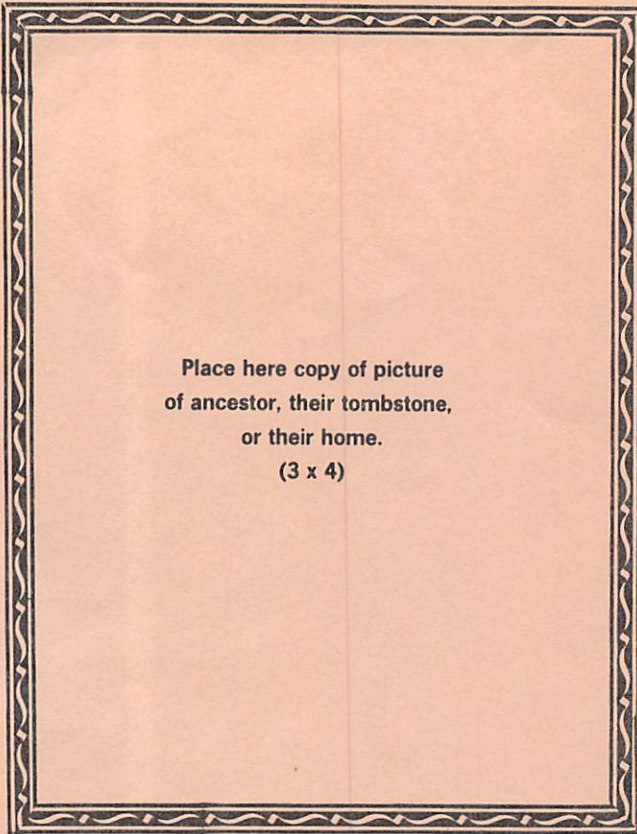 Place here copy of picture
of ancestor, their tombstone,
or their home.
(3 x 4)